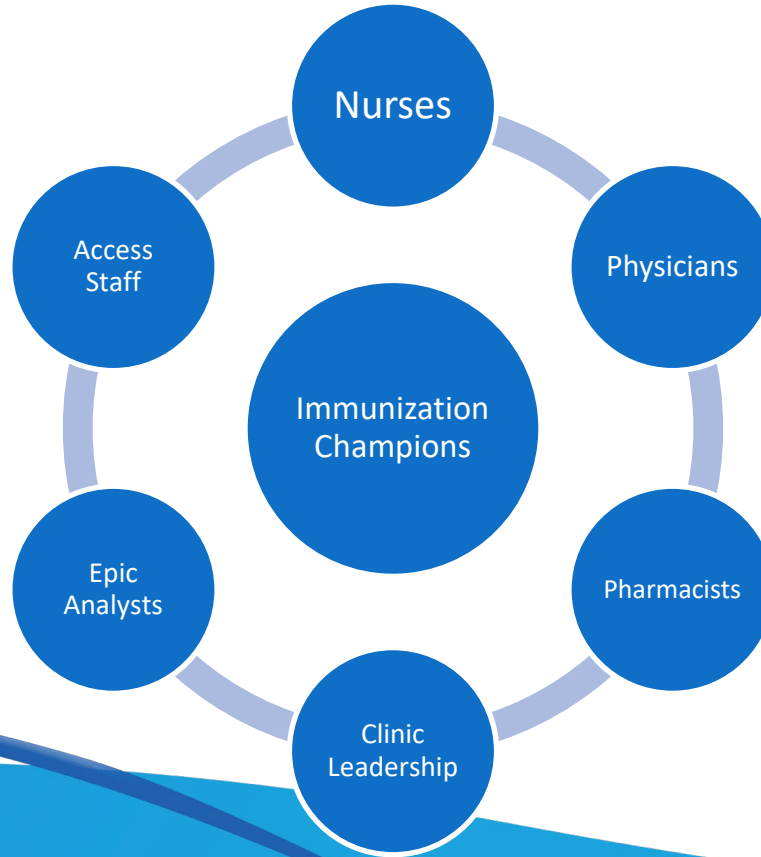 Nurses
Access
Staff
Physicians
Immunization
Champions
Epic
Analysts
Pharmacists
Clinic
Leadership